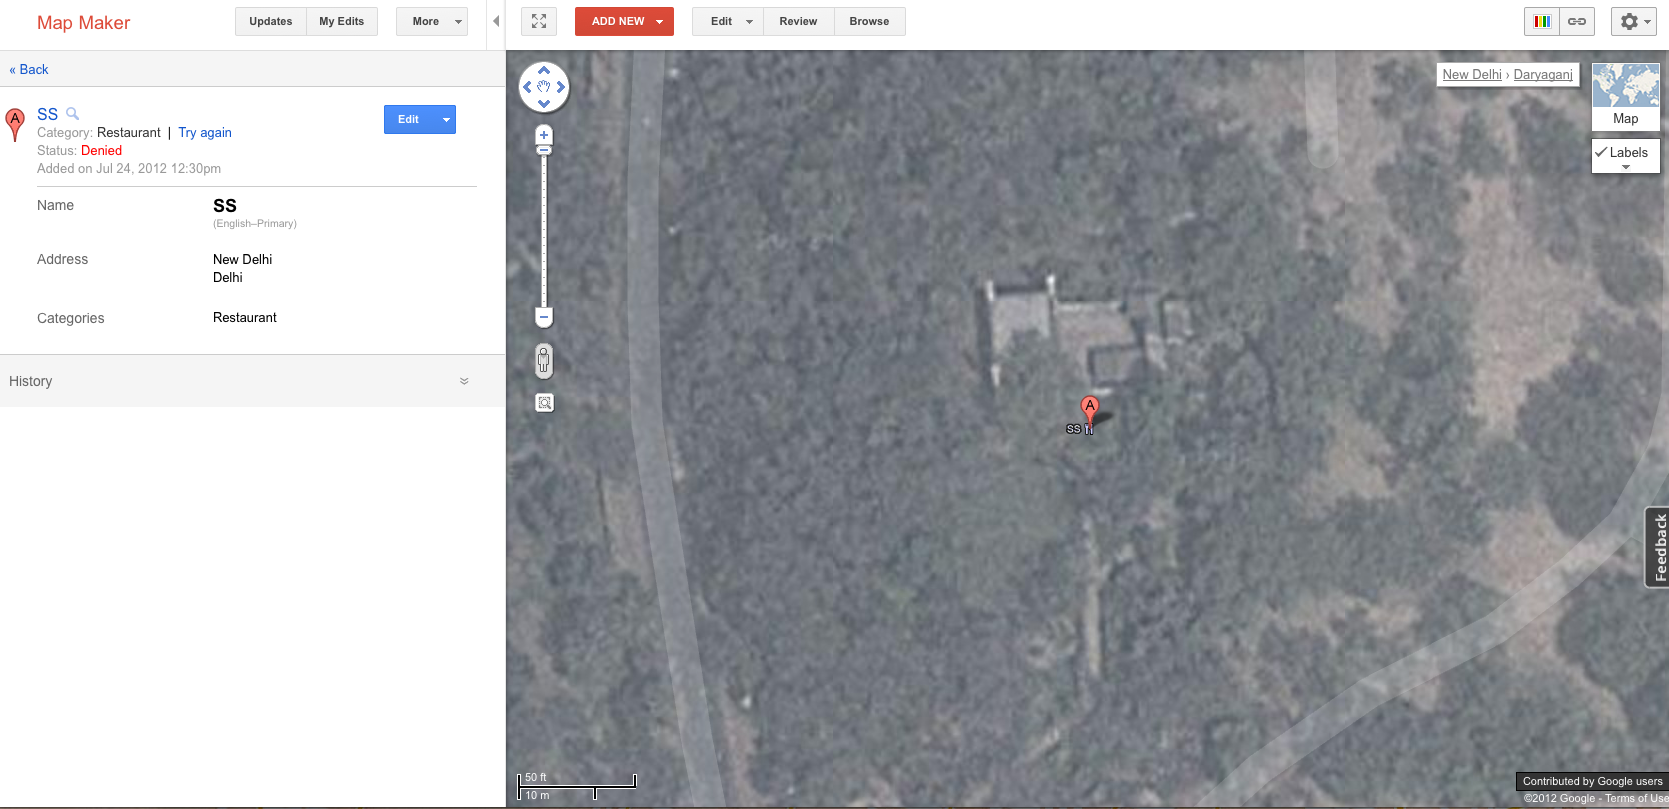 Map Maker
Updates
My Edits
More
ADD NEW
Edit
Review
Browse
« Back
A
SS
Edit
Category: Restaurant | Try again
Status: Denied
Added on Jul 24, 2012 12:30pm
Name SS
(English–Primary)
Address New Delhi
Delhi
Categories Restaurant
History
New Delhi › Daryaganj
Map
Labels
A
SS
Feedback
50 ft
10 m
Contributed by Google users
©2012 Google - Terms of Use